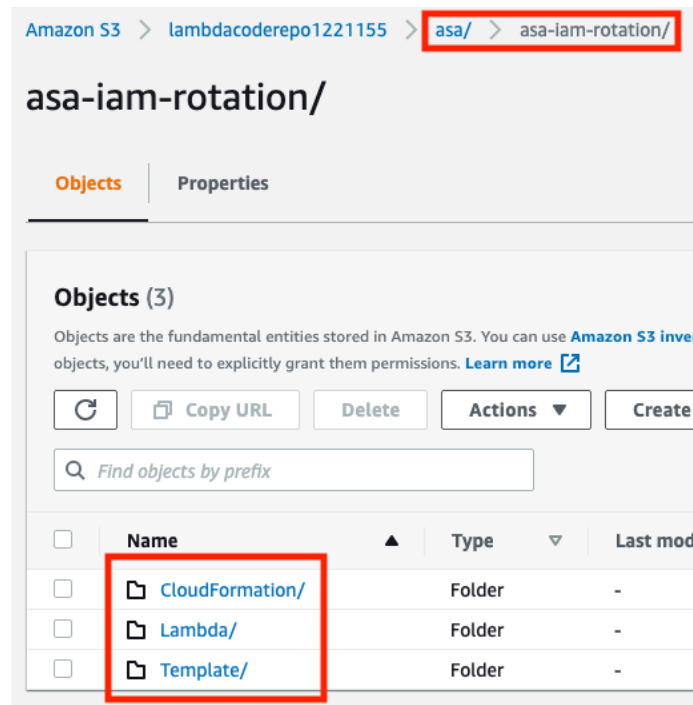 Amazon S3 > lambdacoderepo1221155 > asa/ > asa-iam-rotation/
asa-iam-rotation/
Objects Properties
Objects (3)
Objects are the fundamental entities stored in Amazon S3. You can use Amazon S3 inve
objects, you'll need to explicitly grant them permissions. Learn more
Copy URL Delete Actions Create
Find objects by prefix
Name Type Last mod
CloudFormation/ Folder -
Lambda/ Folder -
Template/ Folder -